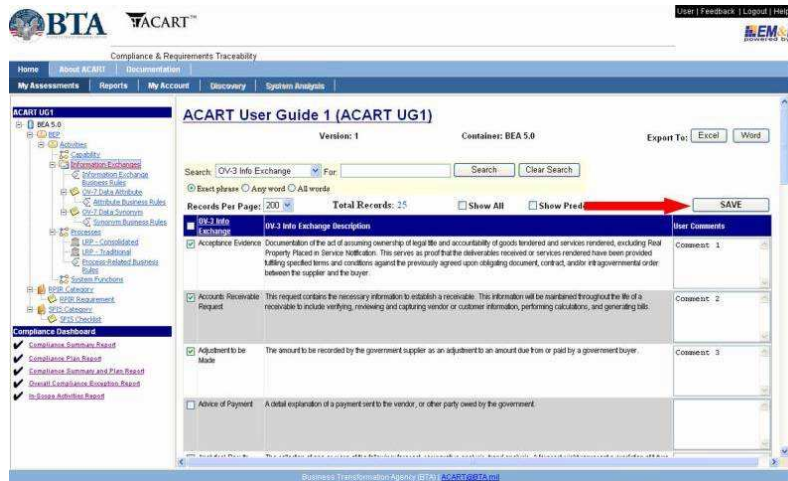 User | Feedback | Logout | Help
BTA
TACART™
powered by
Compliance & Requirements Traceability
Home
About ACART
Documentation
My Assessments
Reports
My Account
Discovery
System Analysis
ACART UG1
BEA 5.0
BEP
Activities
Capability
Information Exchanges
Information Exchange
Business Rules
OV-7 Data Attribute
Attribute Business Rules
OV-7 Data Synonym
Synonym Business Rules
Processes
LRP - Consolidated
LRP - Traditional
Process Related Business
Rules
System Functions
RPIR Category
RPIR Requirement
SFIS Category
SFIS Checklist
Compliance Dashboard
Compliance Summary Report
Compliance Plan Report
Compliance Summary and Plan Report
Overall Compliance Exception Report
In-Scope Activities Report
ACART User Guide 1 (ACART UG1)
Version: 1
Container: BEA 5.0
Export To:
Excel
Word
Search:
OV-3 Info Exchange
For
Search
Clear Search
Exact phrase
Any word
All words
Records Per Page:
200
Total Records: 25
Show All
Show Pred
SAVE
OV-3 Info
Exchange
OV-3 Info Exchange Description
User Comments
Acceptance Evidence
Documentation of the act of assuming ownership of legal title and accountability of goods tendered and services rendered, excluding Real
Property Placed in Service Notification. This serves as proof that the deliverables received or services rendered have been provided
fulfilling specified terms and conditions against the previously agreed upon obligating document, contract, and/or intragovernmental order
between the supplier and the buyer.
Comment 1
Accounts Receivable
Request
This request contains the necessary information to establish a receivable. This information will be maintained throughout the life of a
receivable to include verifying, reviewing and capturing vendor or customer information, performing calculations, and generating bills.
Comment 2
Adjustment to be
Made
The amount to be recorded by the government supplier as an adjustment to an amount due from or paid by a government buyer.
Comment 3
Advice of Payment
A detail explanation of a payment sent to the vendor, or other party owed by the government.
Business Transformation Agency (BTA) | ACART@BTA.mil